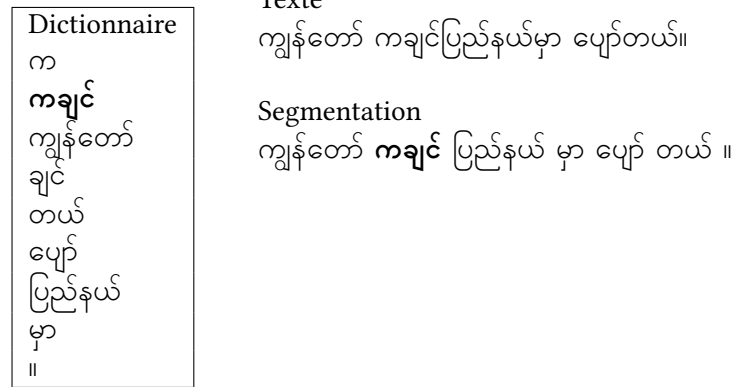 Dictionnaire
က
ကချင်
ကျွန်တော်
ချင်
တယ်
ပျော်
ပြည်နယ်
မှာ
။
Texte
ကျွန်တော် ကချင်ပြည်နယ်မှာ ပျော်တယ်။
Segmentation
ကျွန်တော် ကချင် ပြည်နယ် မှာ ပျော် တယ် ။